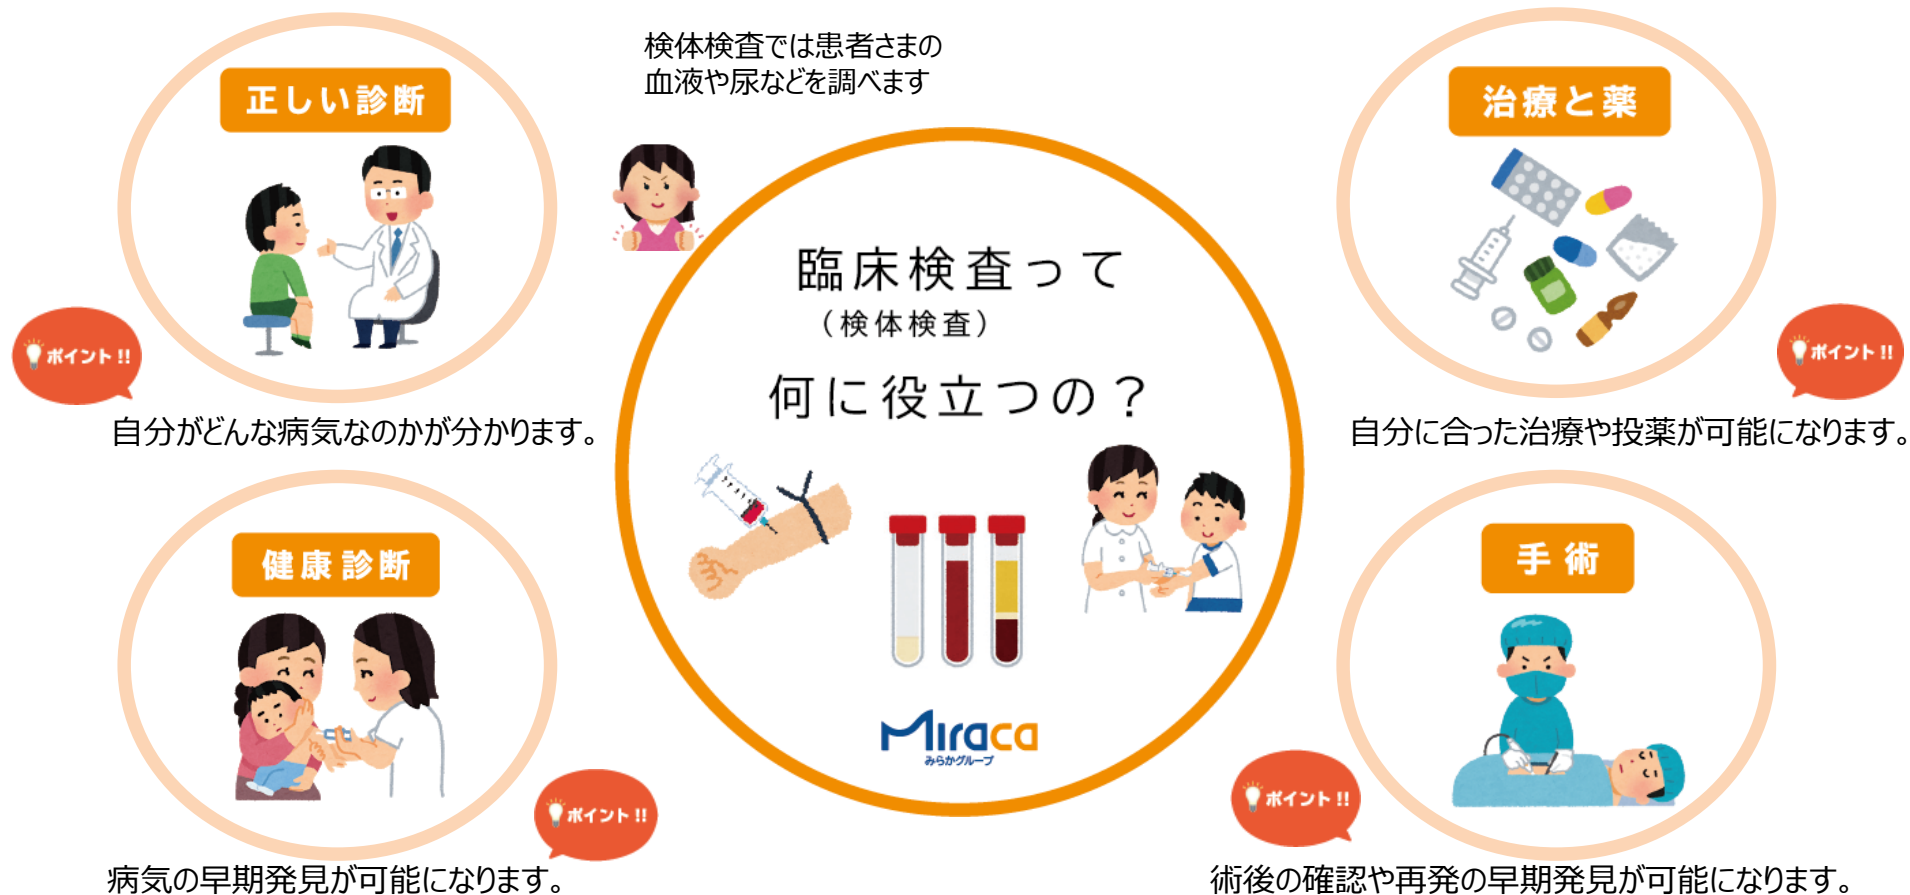 検体検査では患者さまの
血液や尿などを調べます
正しい診断
ポイント!!
自分がどんな病気なのかが分かります。
治療と薬
ポイント!!
自分に合った治療や投薬が可能になります。
臨床検査って
（検体検査）
何に役立つの？
Miraca
みらかグループ
健康診断
ポイント!!
病気の早期発見が可能になります。
手術
ポイント!!
術後の確認や再発の早期発見が可能になります。